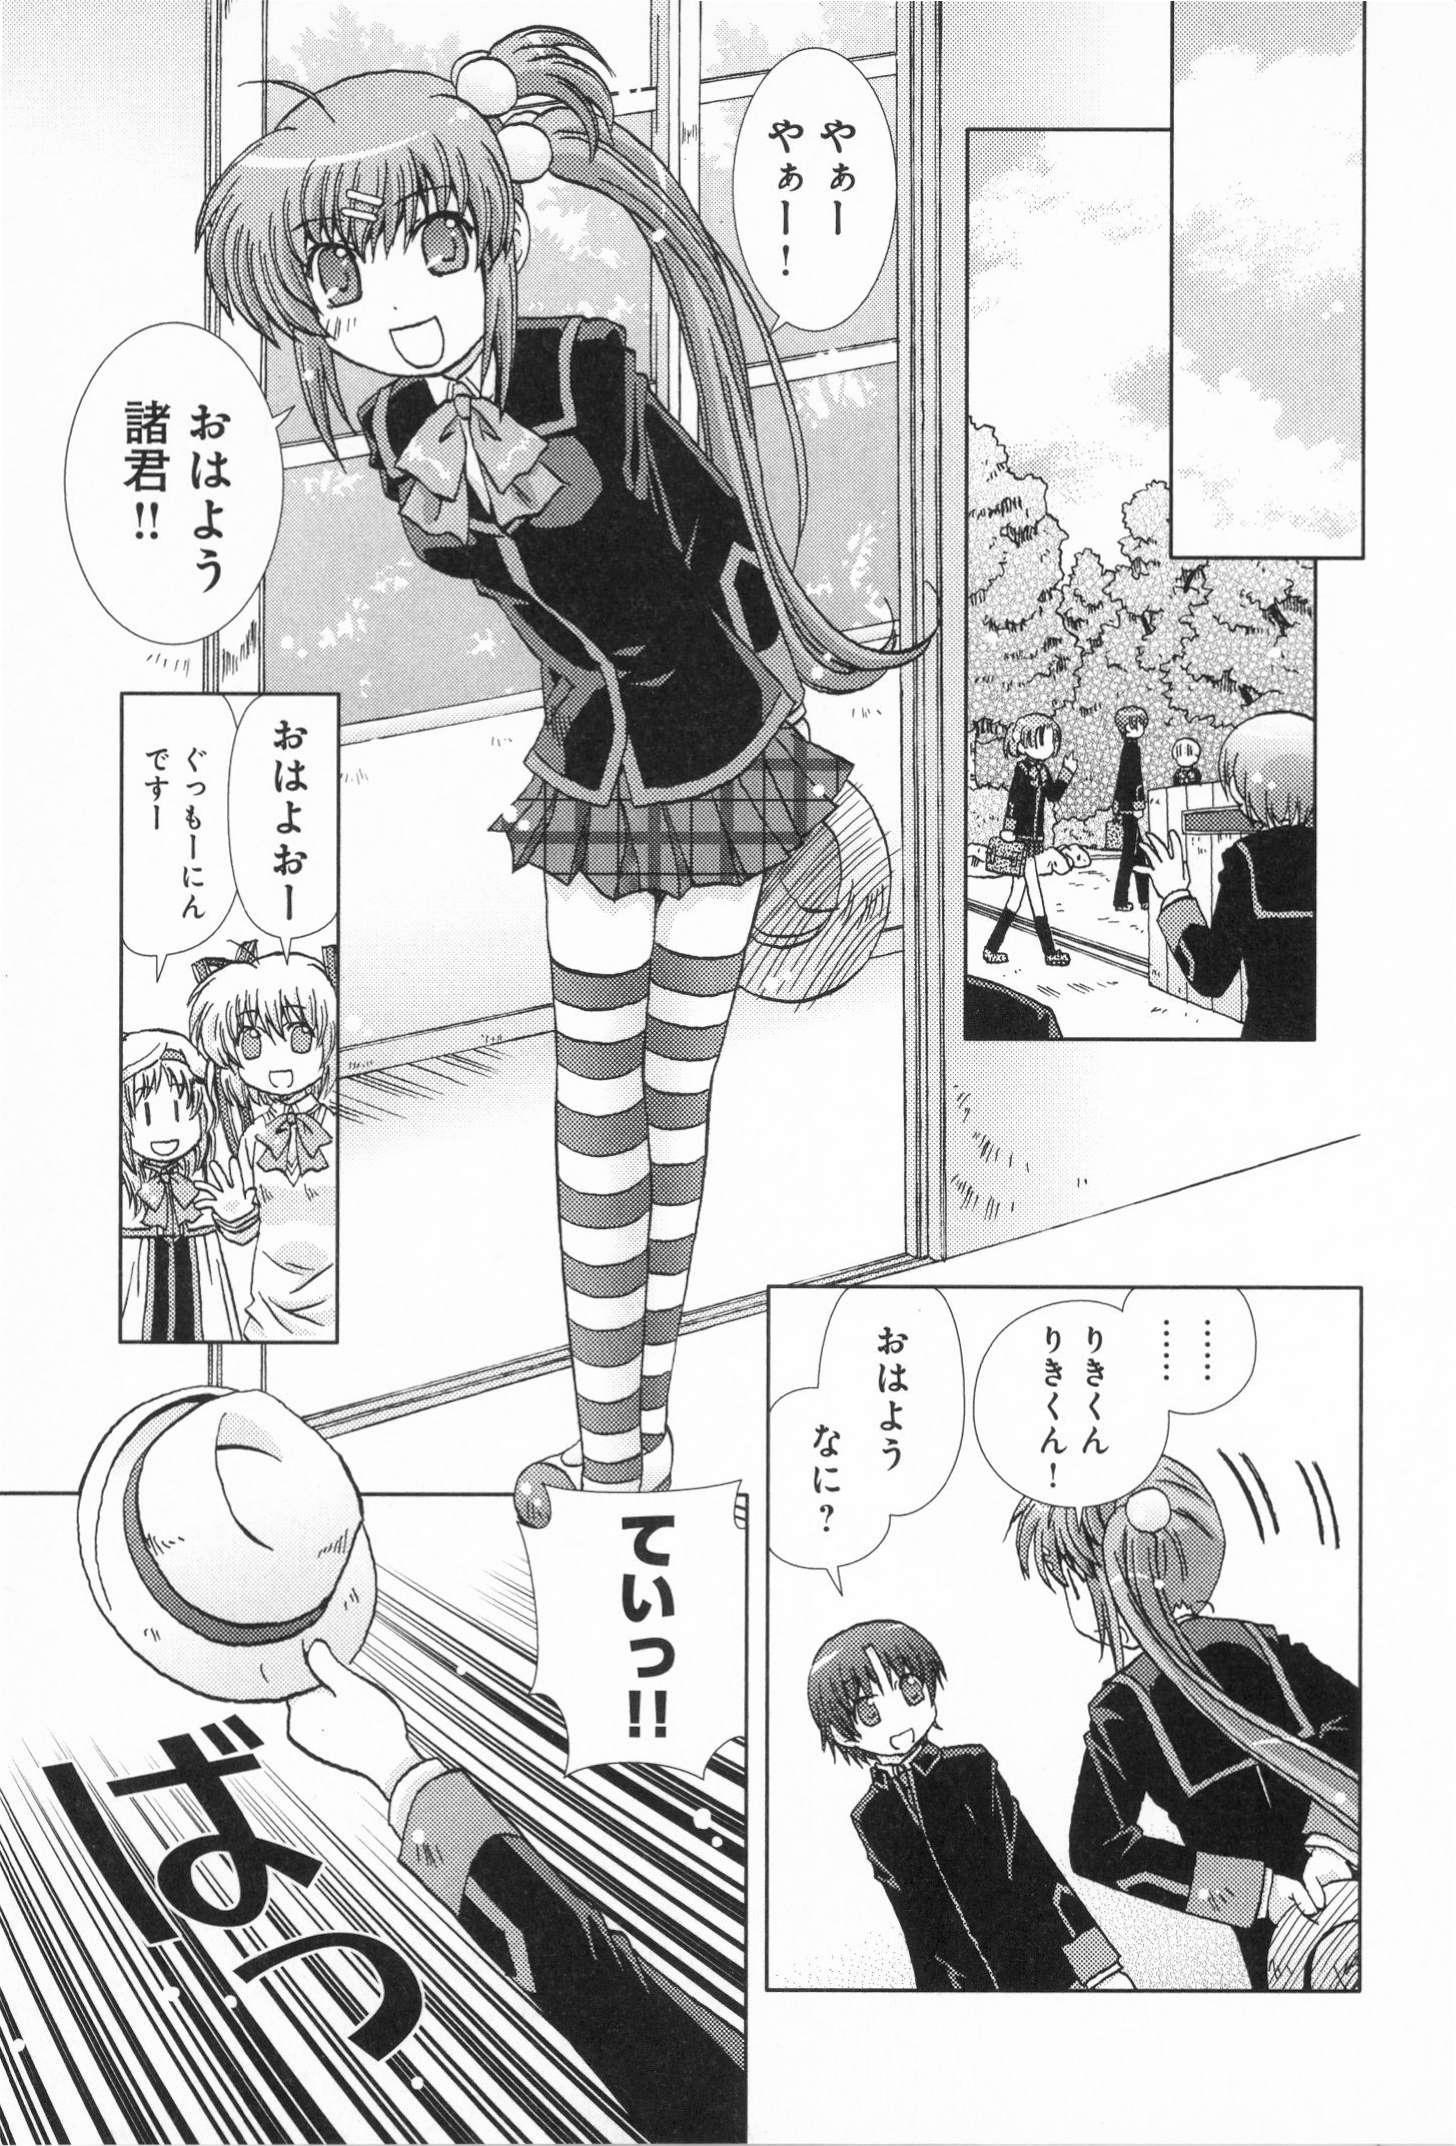 やぁー
やぁー！
おはよう
諸君!!
おはよおー
ぐっもーにん
ですー
……
……
りきくん
りきくん！
おはよう
なに？
ていっ!!
ばっ